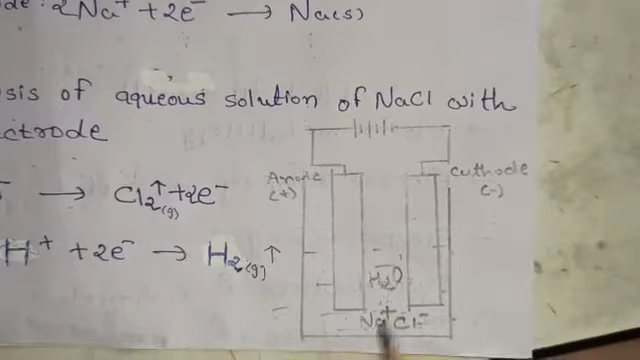 de: 2Na⁺ + 2e⁻ ⟶ Na(s)
sis of aqueous solution of NaCl with
ctrode
⟶ Cl₂(g)↑ + 2e⁻
H⁺ + 2e⁻ → H₂(g)↑
Anode
(+)
Cuthode
(-)
H₂O
Na⁺Cl⁻